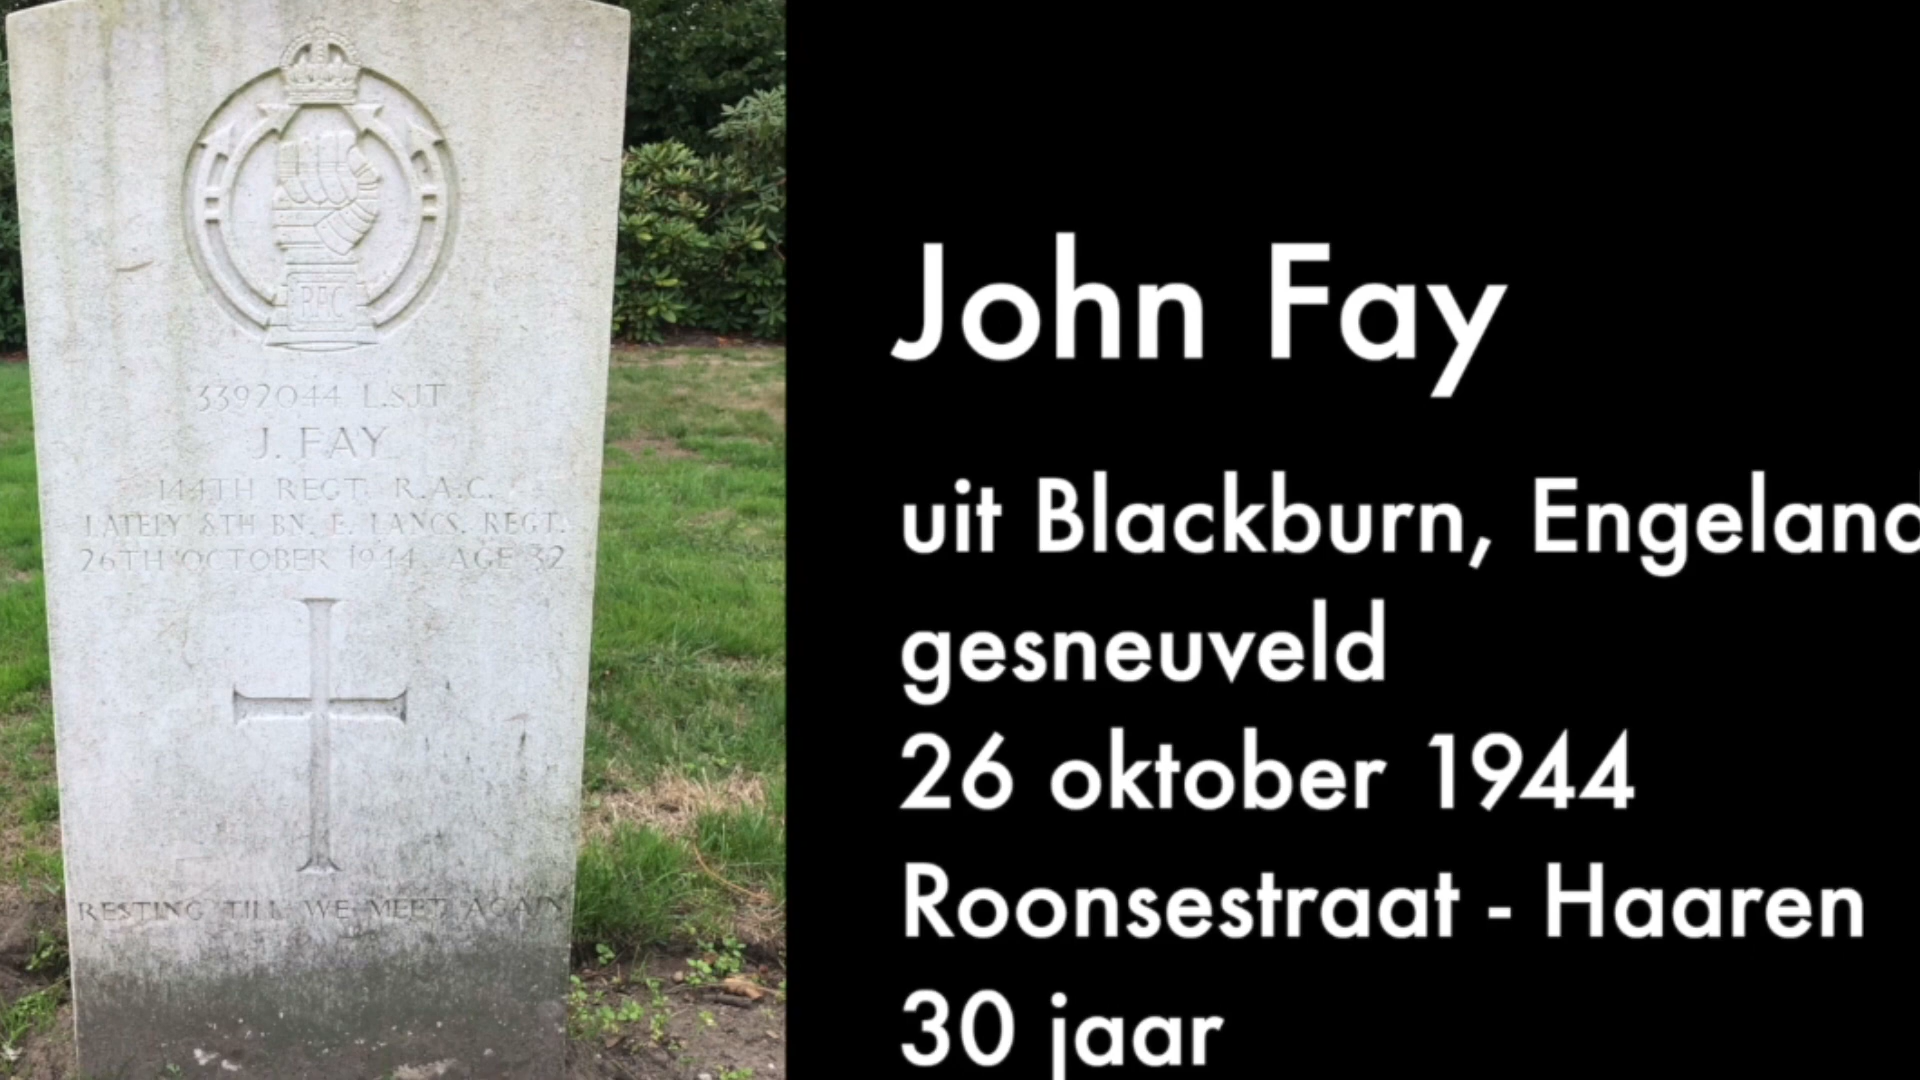 RAC
3392044 L.SJT
J. FAY
144TH REGT. R.A.C.
LATELY 8TH BN. E. LANCS. REGT.
26TH OCTOBER 1944 AGE 32
RESTING TILL WE MEET AGAIN
John Fay
uit Blackburn, Engeland
gesneuveld
26 oktober 1944
Roonsestraat - Haaren
30 jaar